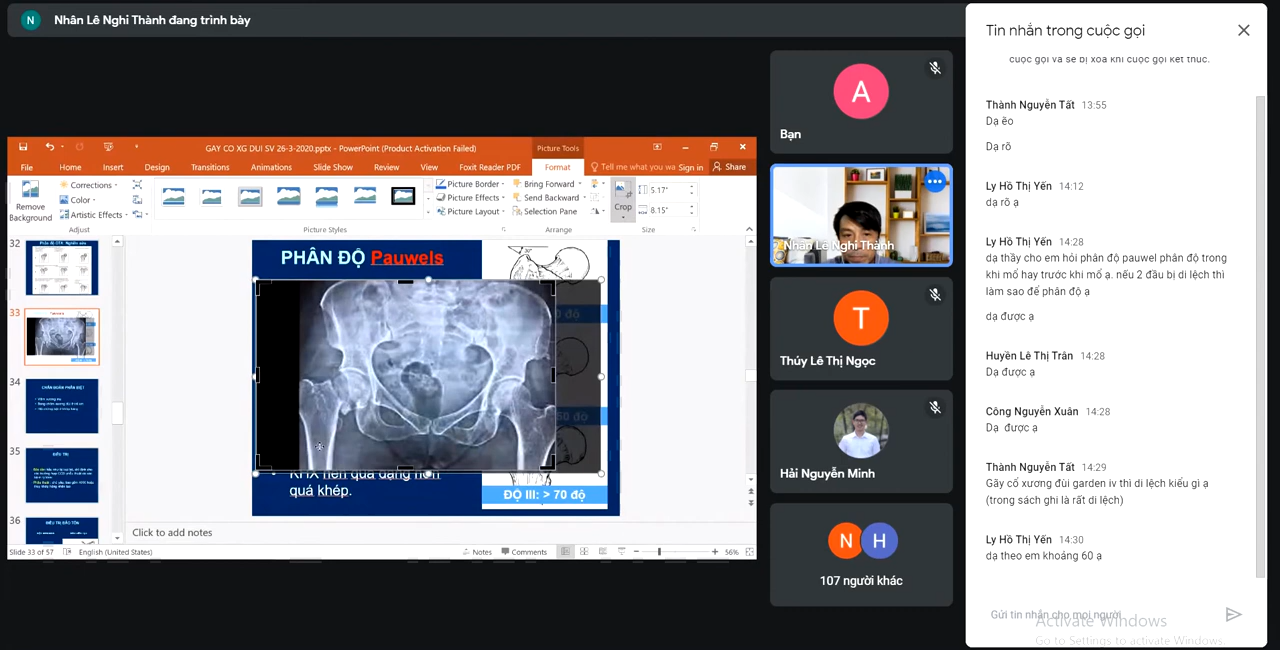 N Nhân Lê Nghi Thành đang trình bày
GAY CO XG DUI SV 26-3-2020.pptx - PowerPoint (Product Activation Failed)
Picture Tools
File Home Insert Design Transitions Animations Slide Show Review View Foxit Reader PDF Format Tell me what you wa Sign in Share
Remove Background
Corrections
Color
Artistic Effects
Adjust
Picture Styles
Picture Border
Picture Effects
Picture Layout
Bring Forward
Send Backward
Selection Pane
Arrange
Crop
5.17"
8.15"
Size
32
33
34
35
36
PHÂN ĐỘ Pauwels
quá khép.
ĐỘ III: > 70 độ
Click to add notes
Slide 33 of 57
English (United States)
Notes
Comments
56%
A
Bạn
Nhân Lê Nghi Thành
T
Thúy Lê Thị Ngọc
Hải Nguyễn Minh
N H
107 người khác
Tin nhắn trong cuộc gọi
cuộc gọi và sẽ bị xóa khi cuộc gọi kết thúc.
Thành Nguyễn Tất 13:55
Dạ ẽo
Dạ rõ
Ly Hồ Thị Yến 14:12
dạ rõ ạ
Ly Hồ Thị Yến 14:28
dạ thầy cho em hỏi phân độ pauwel phân độ trong
khi mổ hay trước khi mổ ạ. nếu 2 đầu bị di lệch thì
làm sao để phân độ ạ
dạ được ạ
Huyền Lê Thị Trân 14:28
Dạ được ạ
Công Nguyễn Xuân 14:28
Dạ được ạ
Thành Nguyễn Tất 14:29
Gãy cổ xương đùi garden iv thì di lệch kiểu gì ạ
(trong sách ghi là rất di lệch)
Ly Hồ Thị Yến 14:30
dạ theo em khoảng 60 ạ
Gửi tin nhắn cho mọi người
Activate Windows
Go to Settings to activate Windows.